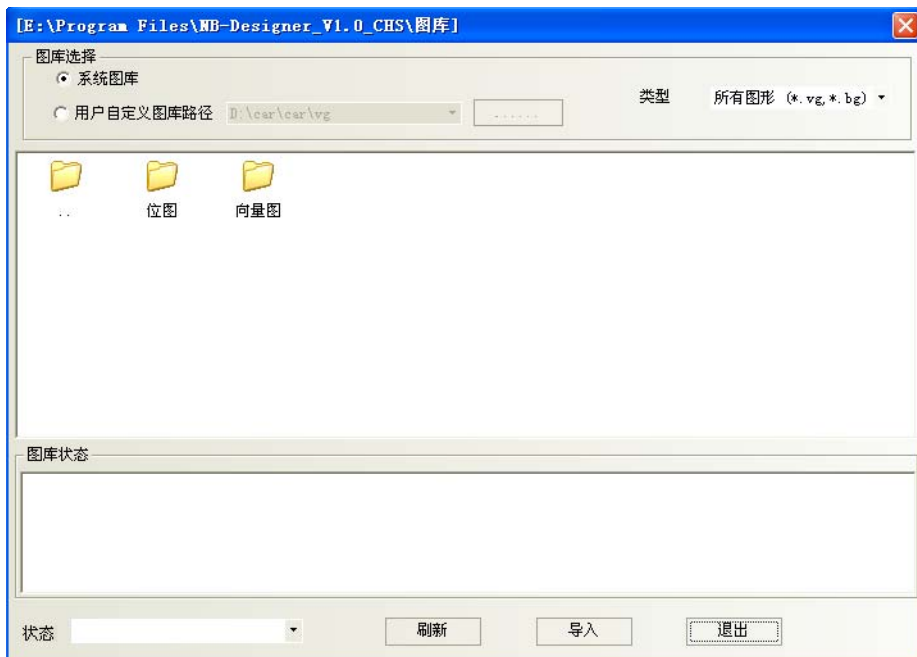 [E:\Program Files\NB-Designer_V1.0_CHS\图库]
图库选择
系统图库
用户自定义图库路径 D:\car\car\vg ......
类型 所有图形 (*.vg,*.bg)
.. 位图 向量图
图库状态
状态 刷新 导入 退出